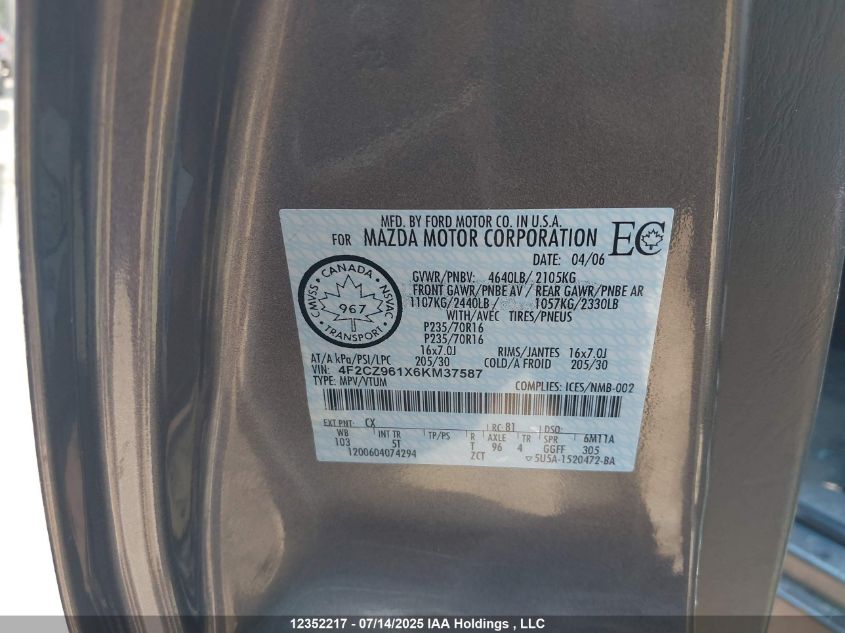 MFD. BY FORD MOTOR CO. IN U.S.A.
FOR MAZDA MOTOR CORPORATION EC
DATE: 04/06
CANADA
CMVSS NSVAC
967
TRANSPORT
GVWR/PNBV: 4640LB/ 2105KG
FRONT GAWR/PNBE AV / REAR GAWR/PNBE AR
1107KG/2440LB / 1057KG/2330LB
WITH/AVEC TIRES/PNEUS
P235/70R16
P235/70R16
16x7.0J RIMS/JANTES 16x7.0J
AT/A kPa/PSI/LPC 205/30 COLD/A FROID 205/30
VIN: 4F2CZ961X6KM37587
TYPE: MPV/VTUM COMPLIES: ICES/NMB-002
EXT PNT: CX RC: 81 DSO:
WB INT TR TP/PS R AXLE TR SPR 6M11A
103 5T T 96 4 GGFF 305
1200604074294 ZCT 5U5A-1520472-BA
12352217 - 07/14/2025 IAA Holdings , LLC